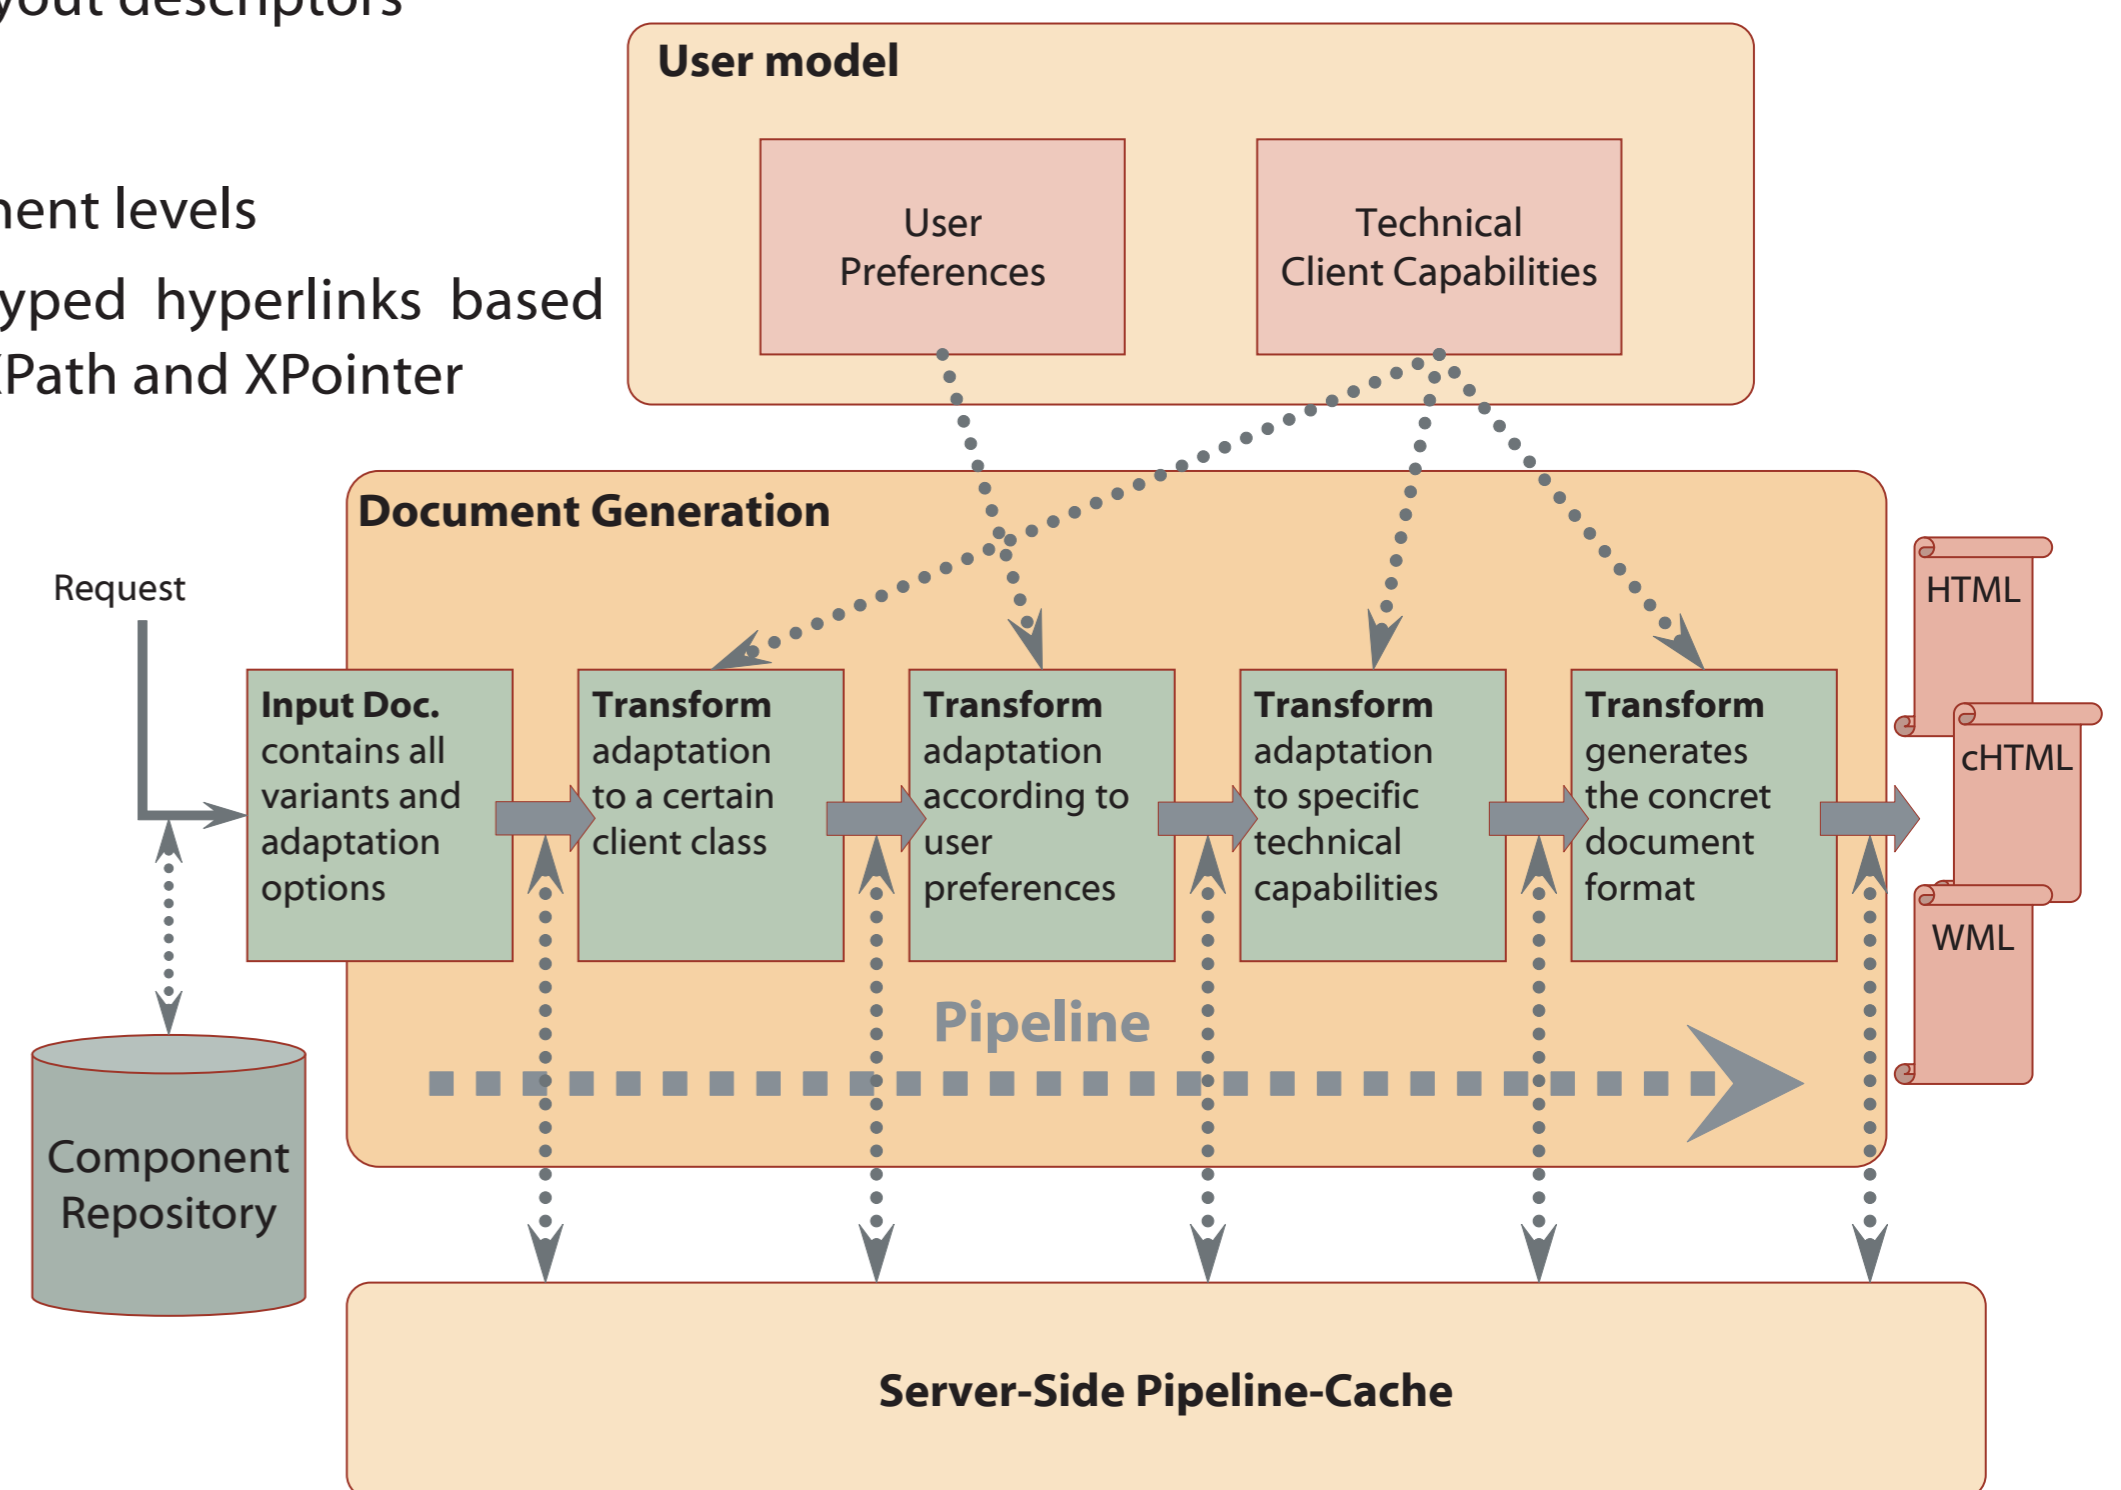 descriptors
User model
levels
hyperlinks based
and XPointer
User
Preferences
Technical
Client Capabilities
Document Generation
Request
Input Doc.
contains all
variants and
adaptation
options
Transform
adaptation
to a certain
client class
Transform
adaptation
according to
user
preferences
Transform
adaptation
to specific
technical
capabilities
Transform
generates
the concret
document
format
HTML
cHTML
WML
Pipeline
Component
Repository
Server-Side Pipeline-Cache